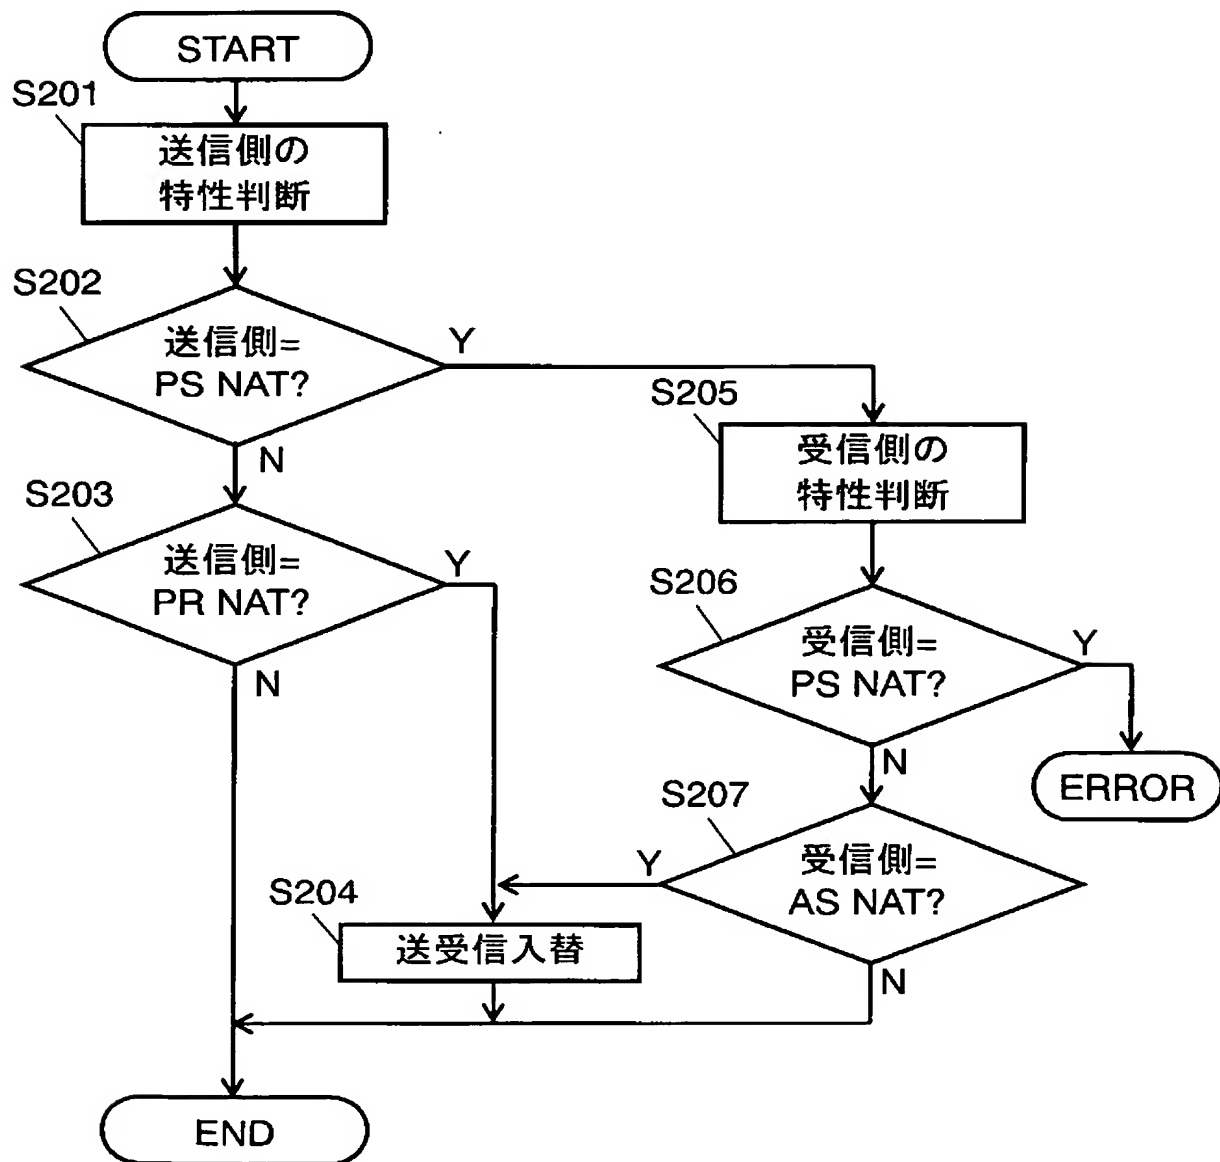 START
S201
送信側の
特性判断
S202
送信側=
PS NAT?
Y
N
S205
受信側の
特性判断
S203
送信側=
PR NAT?
Y
N
S206
受信側=
PS NAT?
Y
N
ERROR
S207
受信側=
AS NAT?
Y
N
S204
送受信入替
END